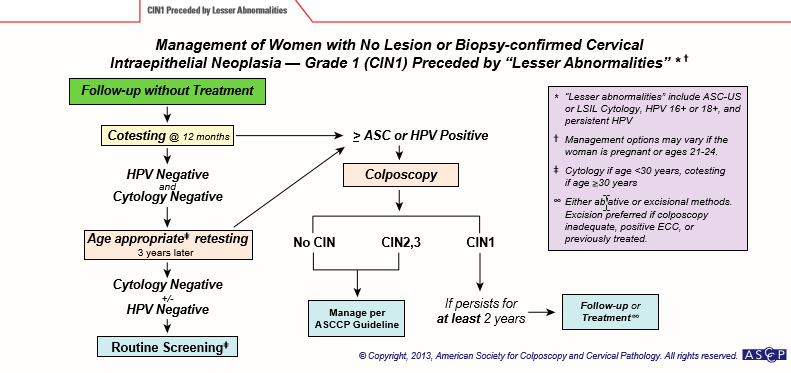 CIN1 Preceded by Lesser Abnormalities
Management of Women with No Lesion or Biopsy-confirmed Cervical
Intraepithelial Neoplasia — Grade 1 (CIN1) Preceded by “Lesser Abnormalities” * †
Follow-up without Treatment
Cotesting @ 12 months
≥ ASC or HPV Positive
HPV Negative
and
Cytology Negative
Colposcopy
Age appropriate‡ retesting
3 years later
No CIN
CIN2,3
CIN1
Cytology Negative
+/-
HPV Negative
Manage per
ASCCP Guideline
If persists for
at least 2 years
Follow-up or
Treatment∞
Routine Screening‡
* “Lesser abnormalities” include ASC-US
or LSIL Cytology, HPV 16+ or 18+, and
persistent HPV
† Management options may vary if the
woman is pregnant or ages 21-24.
‡ Cytology if age <30 years, cotesting
if age ≥30 years
∞ Either ablative or excisional methods.
Excision preferred if colposcopy
inadequate, positive ECC, or
previously treated.
© Copyright, 2013, American Society for Colposcopy and Cervical Pathology. All rights reserved.
ASCCP